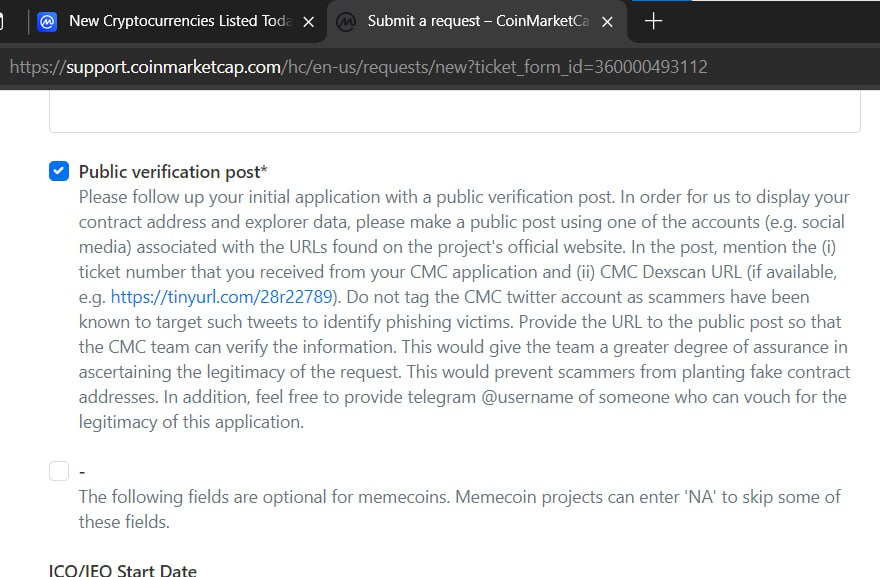 New Cryptocurrencies Listed Toda
Submit a request – CoinMarketCa
https://support.coinmarketcap.com/hc/en-us/requests/new?ticket_form_id=360000493112
Public verification post*
Please follow up your initial application with a public verification post. In order for us to display your
contract address and explorer data, please make a public post using one of the accounts (e.g. social
media) associated with the URLs found on the project's official website. In the post, mention the (i)
ticket number that you received from your CMC application and (ii) CMC Dexscan URL (if available,
e.g. https://tinyurl.com/28r22789). Do not tag the CMC twitter account as scammers have been
known to target such tweets to identify phishing victims. Provide the URL to the public post so that
the CMC team can verify the information. This would give the team a greater degree of assurance in
ascertaining the legitimacy of the request. This would prevent scammers from planting fake contract
addresses. In addition, feel free to provide telegram @username of someone who can vouch for the
legitimacy of this application.
-
The following fields are optional for memecoins. Memecoin projects can enter 'NA' to skip some of
these fields.
ICO/IEO Start Date